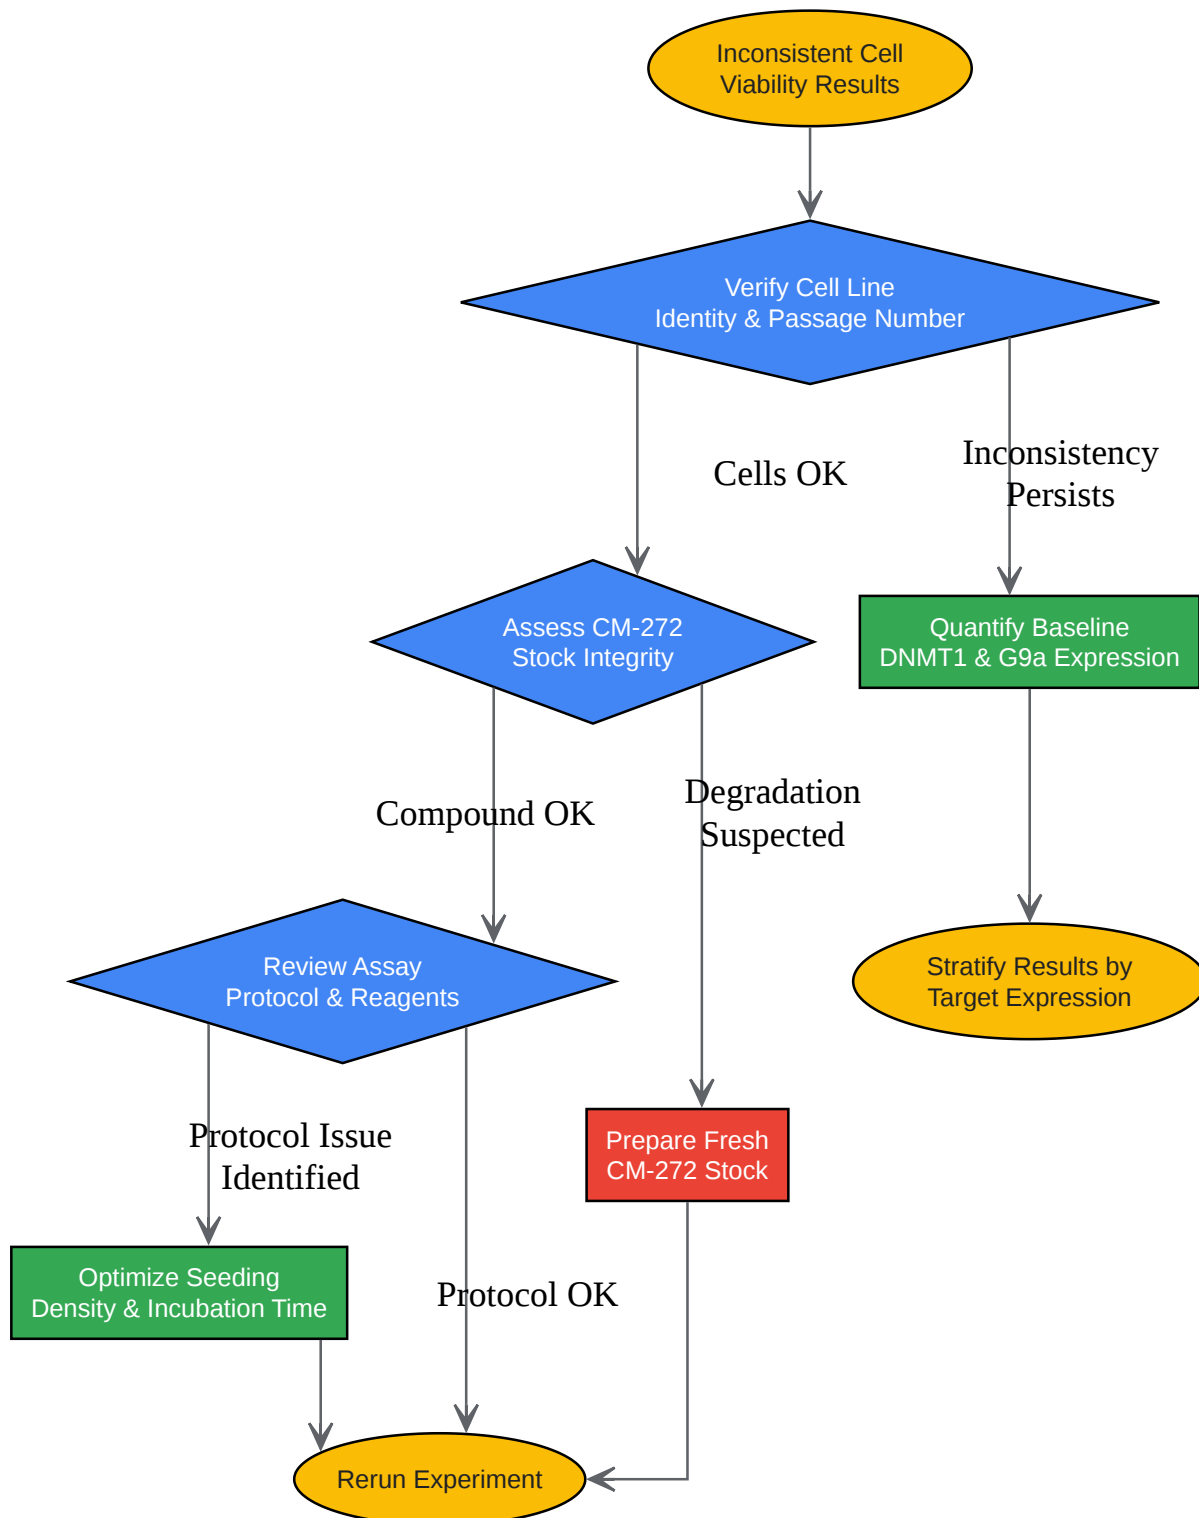 Inconsistent Cell
Viability Results
Verify Cell Line
Identity & Passage Number
Cells OK
Inconsistency
Persists
Assess CM-272
Stock Integrity
Quantify Baseline
DNMT1 & G9a Expression
Compound OK
Degradation
Suspected
Review Assay
Protocol & Reagents
Stratify Results by
Target Expression
Protocol Issue
Identified
Prepare Fresh
CM-272 Stock
Optimize Seeding
Density & Incubation Time
Protocol OK
Rerun Experiment